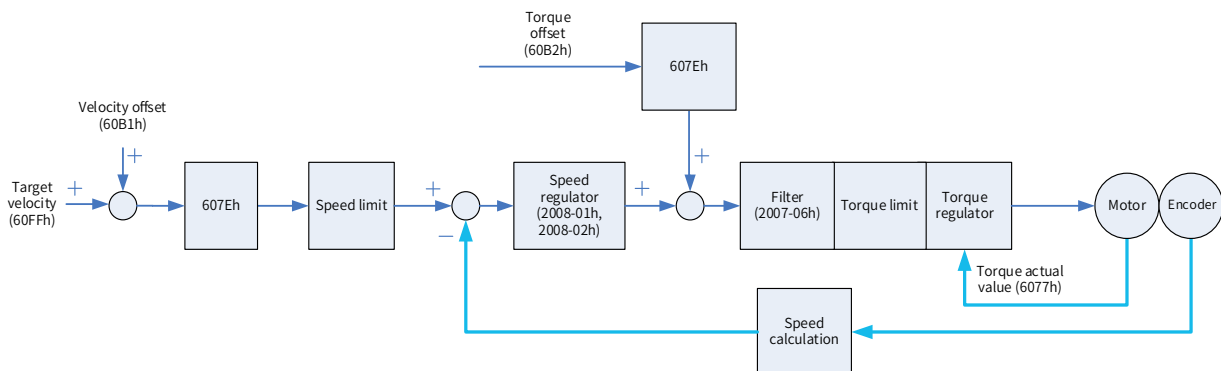 Torque
offset
(60B2h)
607Eh
Velocity offset
(60B1h)
+
Target
velocity
(60FFh)
+
607Eh
Speed limit
+
−
Speed
regulator
(2008-01h,
2008-02h)
+
+
Filter
(2007-06h)
Torque limit
Torque
regulator
Motor
Encoder
Torque actual
value (6077h)
Speed
calculation